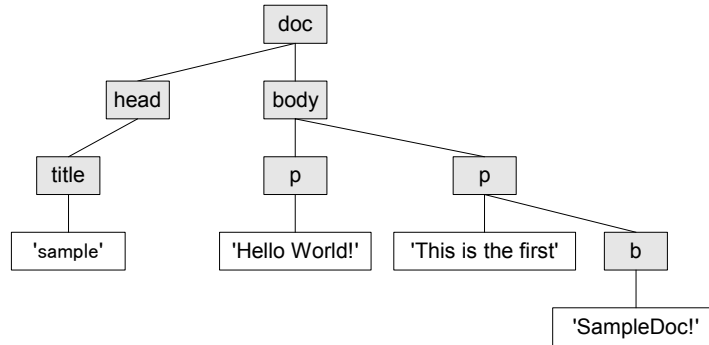 doc
head body
title p p
'sample' 'Hello World!' 'This is the first' b
'SampleDoc!'